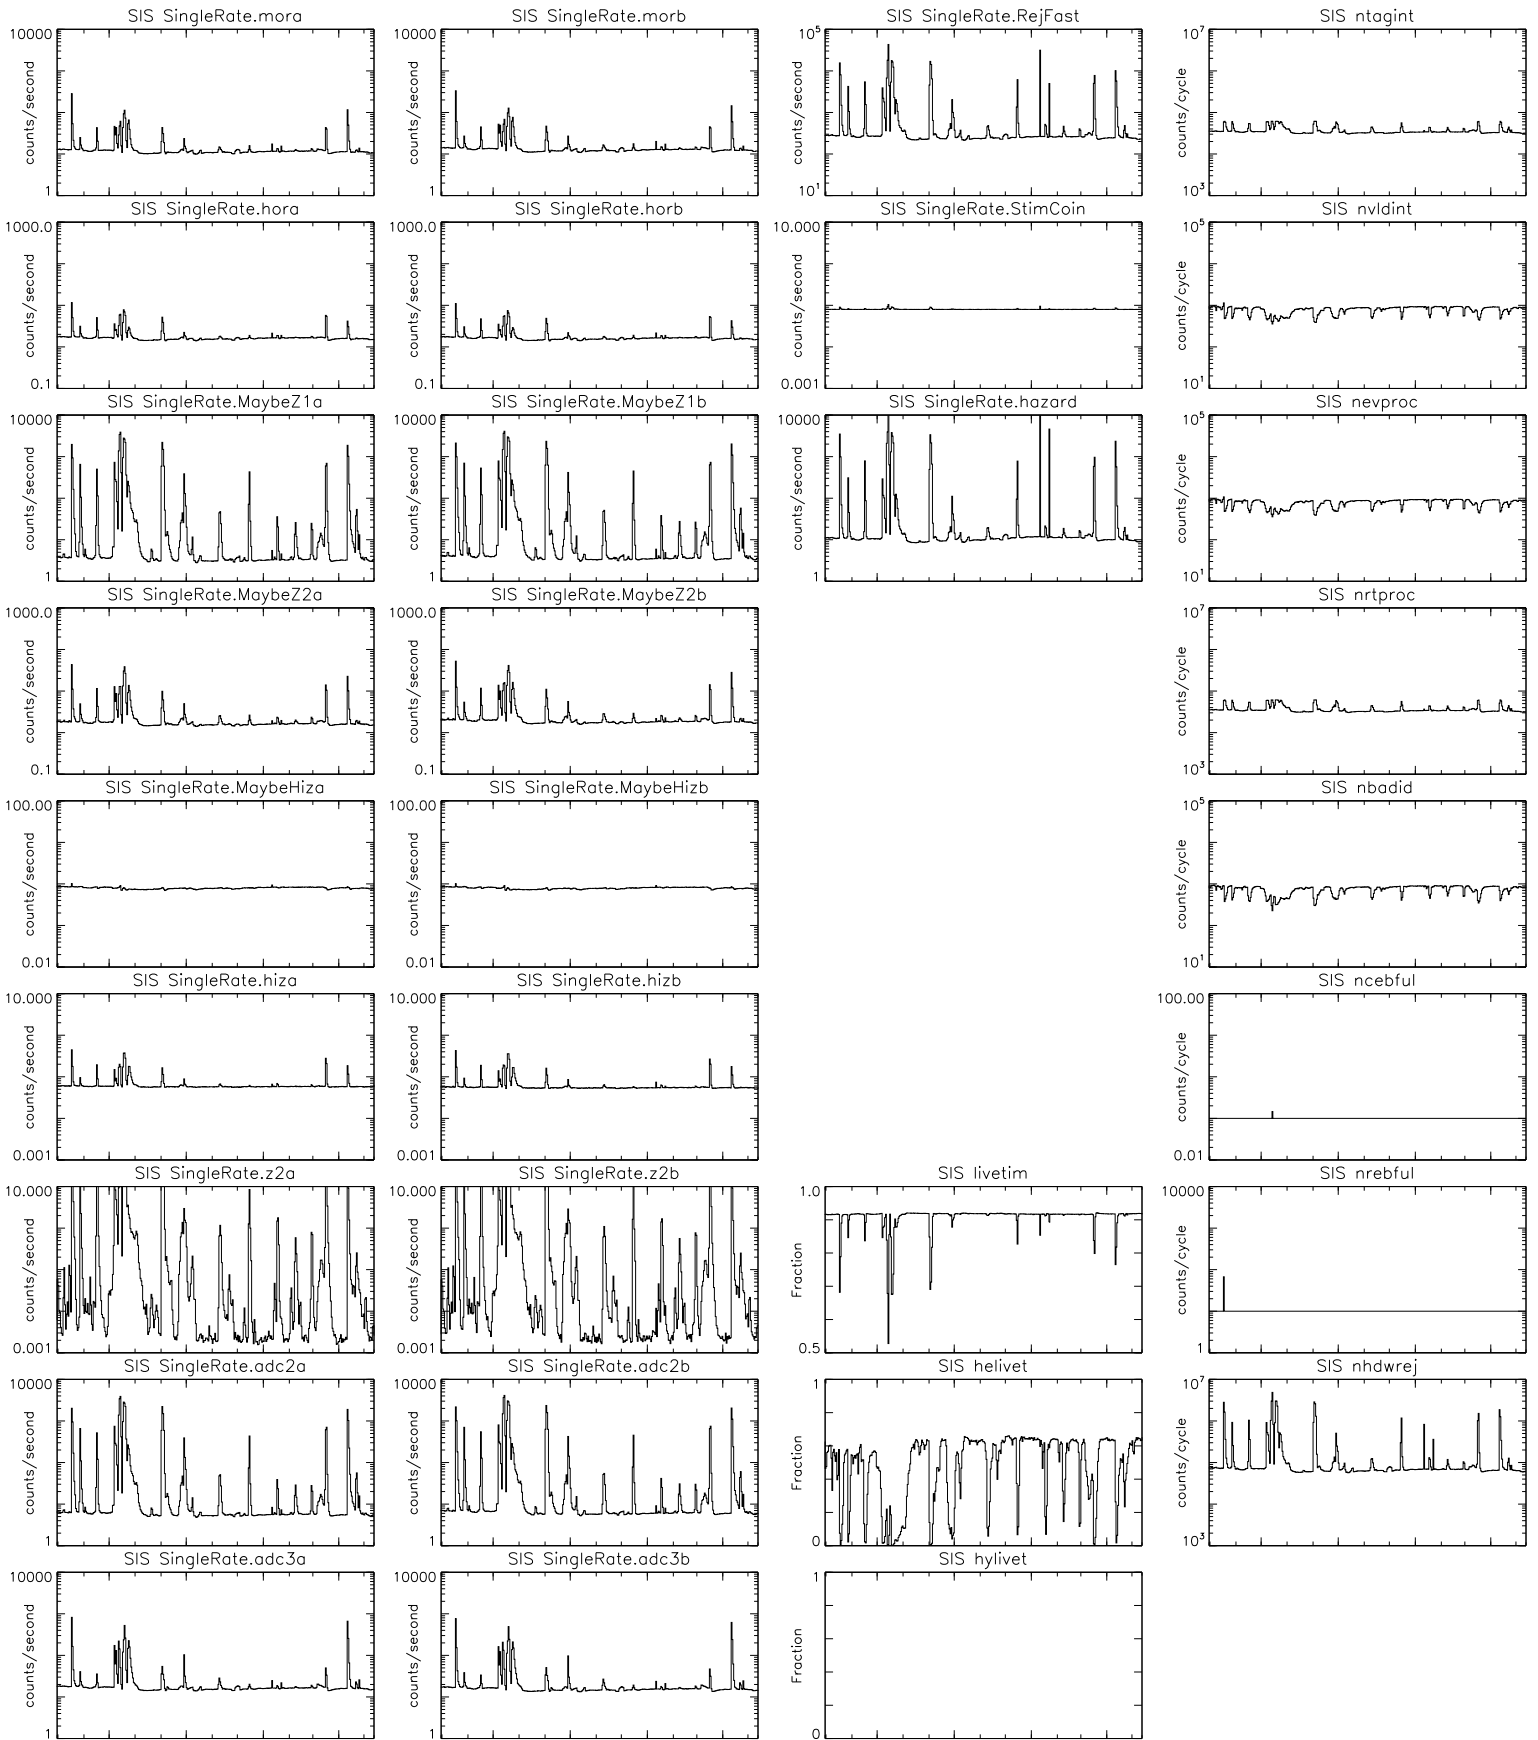 SIS SingleRate.mora
10000
counts/second
1
SIS SingleRate.morb
10000
counts/second
1
SIS SingleRate.RejFast
10^5
counts/second
10^1
SIS ntagint
10^7
counts/cycle
10^3
SIS SingleRate.hora
1000.0
counts/second
0.1
SIS SingleRate.horb
1000.0
counts/second
0.1
SIS SingleRate.StimCoin
10.000
counts/second
0.001
SIS nvldint
10^5
counts/cycle
10^1
SIS SingleRate.MaybeZ1a
10000
counts/second
1
SIS SingleRate.MaybeZ1b
10000
counts/second
1
SIS SingleRate.hazard
10000
counts/second
1
SIS nevproc
10^5
counts/cycle
10^1
SIS SingleRate.MaybeZ2a
1000.0
counts/second
0.1
SIS SingleRate.MaybeZ2b
1000.0
counts/second
0.1
SIS nrtproc
10^7
counts/cycle
10^3
SIS SingleRate.MaybeHiza
100.00
counts/second
0.01
SIS SingleRate.MaybeHizb
100.00
counts/second
0.01
SIS nbadid
10^5
counts/cycle
10^1
SIS SingleRate.hiza
10.000
counts/second
0.001
SIS SingleRate.hizb
10.000
counts/second
0.001
SIS ncebful
100.00
counts/cycle
0.01
SIS SingleRate.z2a
10.000
counts/second
0.001
SIS SingleRate.z2b
10.000
counts/second
0.001
SIS livetim
1.0
Fraction
0.5
SIS nrebful
10000
counts/cycle
1
SIS SingleRate.adc2a
10000
counts/second
1
SIS SingleRate.adc2b
10000
counts/second
1
SIS helivet
1
Fraction
0
SIS nhdwrej
10^7
counts/cycle
10^3
SIS SingleRate.adc3a
10000
counts/second
1
SIS SingleRate.adc3b
10000
counts/second
1
SIS hylivet
1
Fraction
0